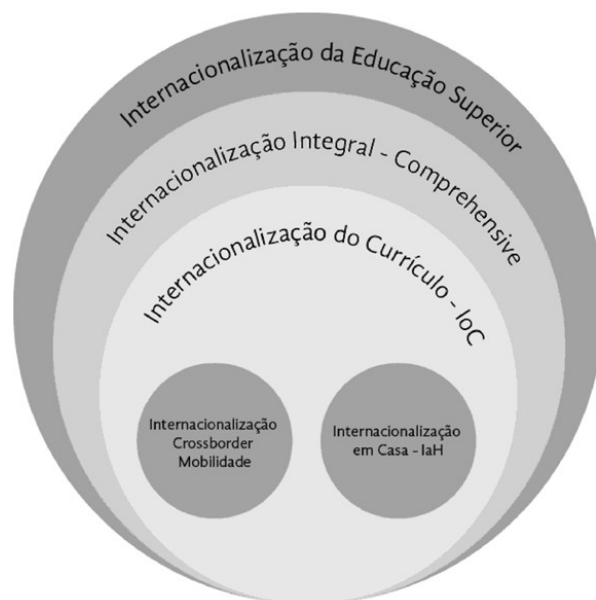 Internacionalização da Educação Superior
Internacionalização Integral - Comprehensive
Internacionalização do Currículo - IoC
Internacionalização
Crossborder
Mobilidade
Internacionalização
em Casa - IaH